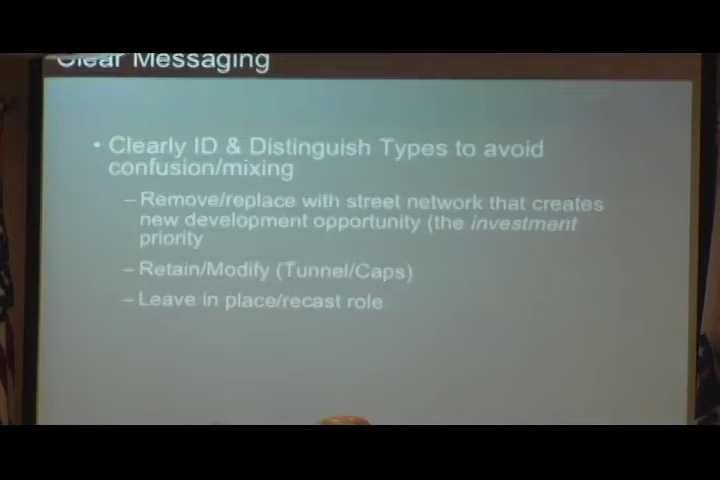 Clear Messaging
• Clearly ID & Distinguish Types to avoid
confusion/mixing
– Remove/replace with street network that creates
new development opportunity (the investment
priority
– Retain/Modify (Tunnel/Caps)
– Leave in place/recast role